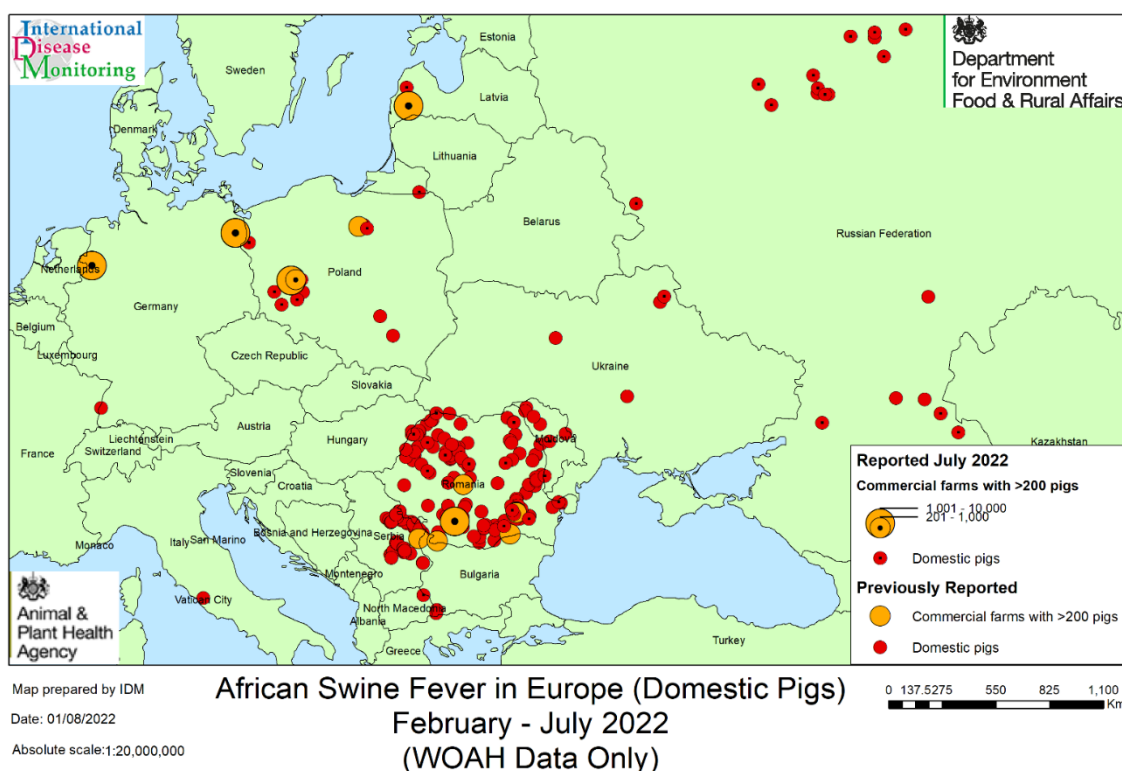 International
Disease
Monitoring
Department
for Environment
Food & Rural Affairs
Estonia
Sweden
Latvia
Denmark
Lithuania
Belarus
Russian Federation
Netherlands
Poland
Germany
Belgium
Luxembourg
Czech Republic
Ukraine
Slovakia
Liechtenstein
Austria
Hungary
Moldova
France
Switzerland
Kazakhstan
Slovenia
Romania
Croatia
Bosnia and Herzegovina
Serbia
Monaco
Italy
San Marino
Montenegro
Bulgaria
Vatican City
North Macedonia
Albania
Greece
Turkey
Reported July 2022
Commercial farms with >200 pigs
1,001 - 10,000
201 - 1,000
Domestic pigs
Previously Reported
Commercial farms with >200 pigs
Domestic pigs
Animal &
Plant Health
Agency
Map prepared by IDM
Date: 01/08/2022
Absolute scale:1:20,000,000
African Swine Fever in Europe (Domestic Pigs)
February - July 2022
(WOAH Data Only)
0 137.5275 550 825 1,100
Km